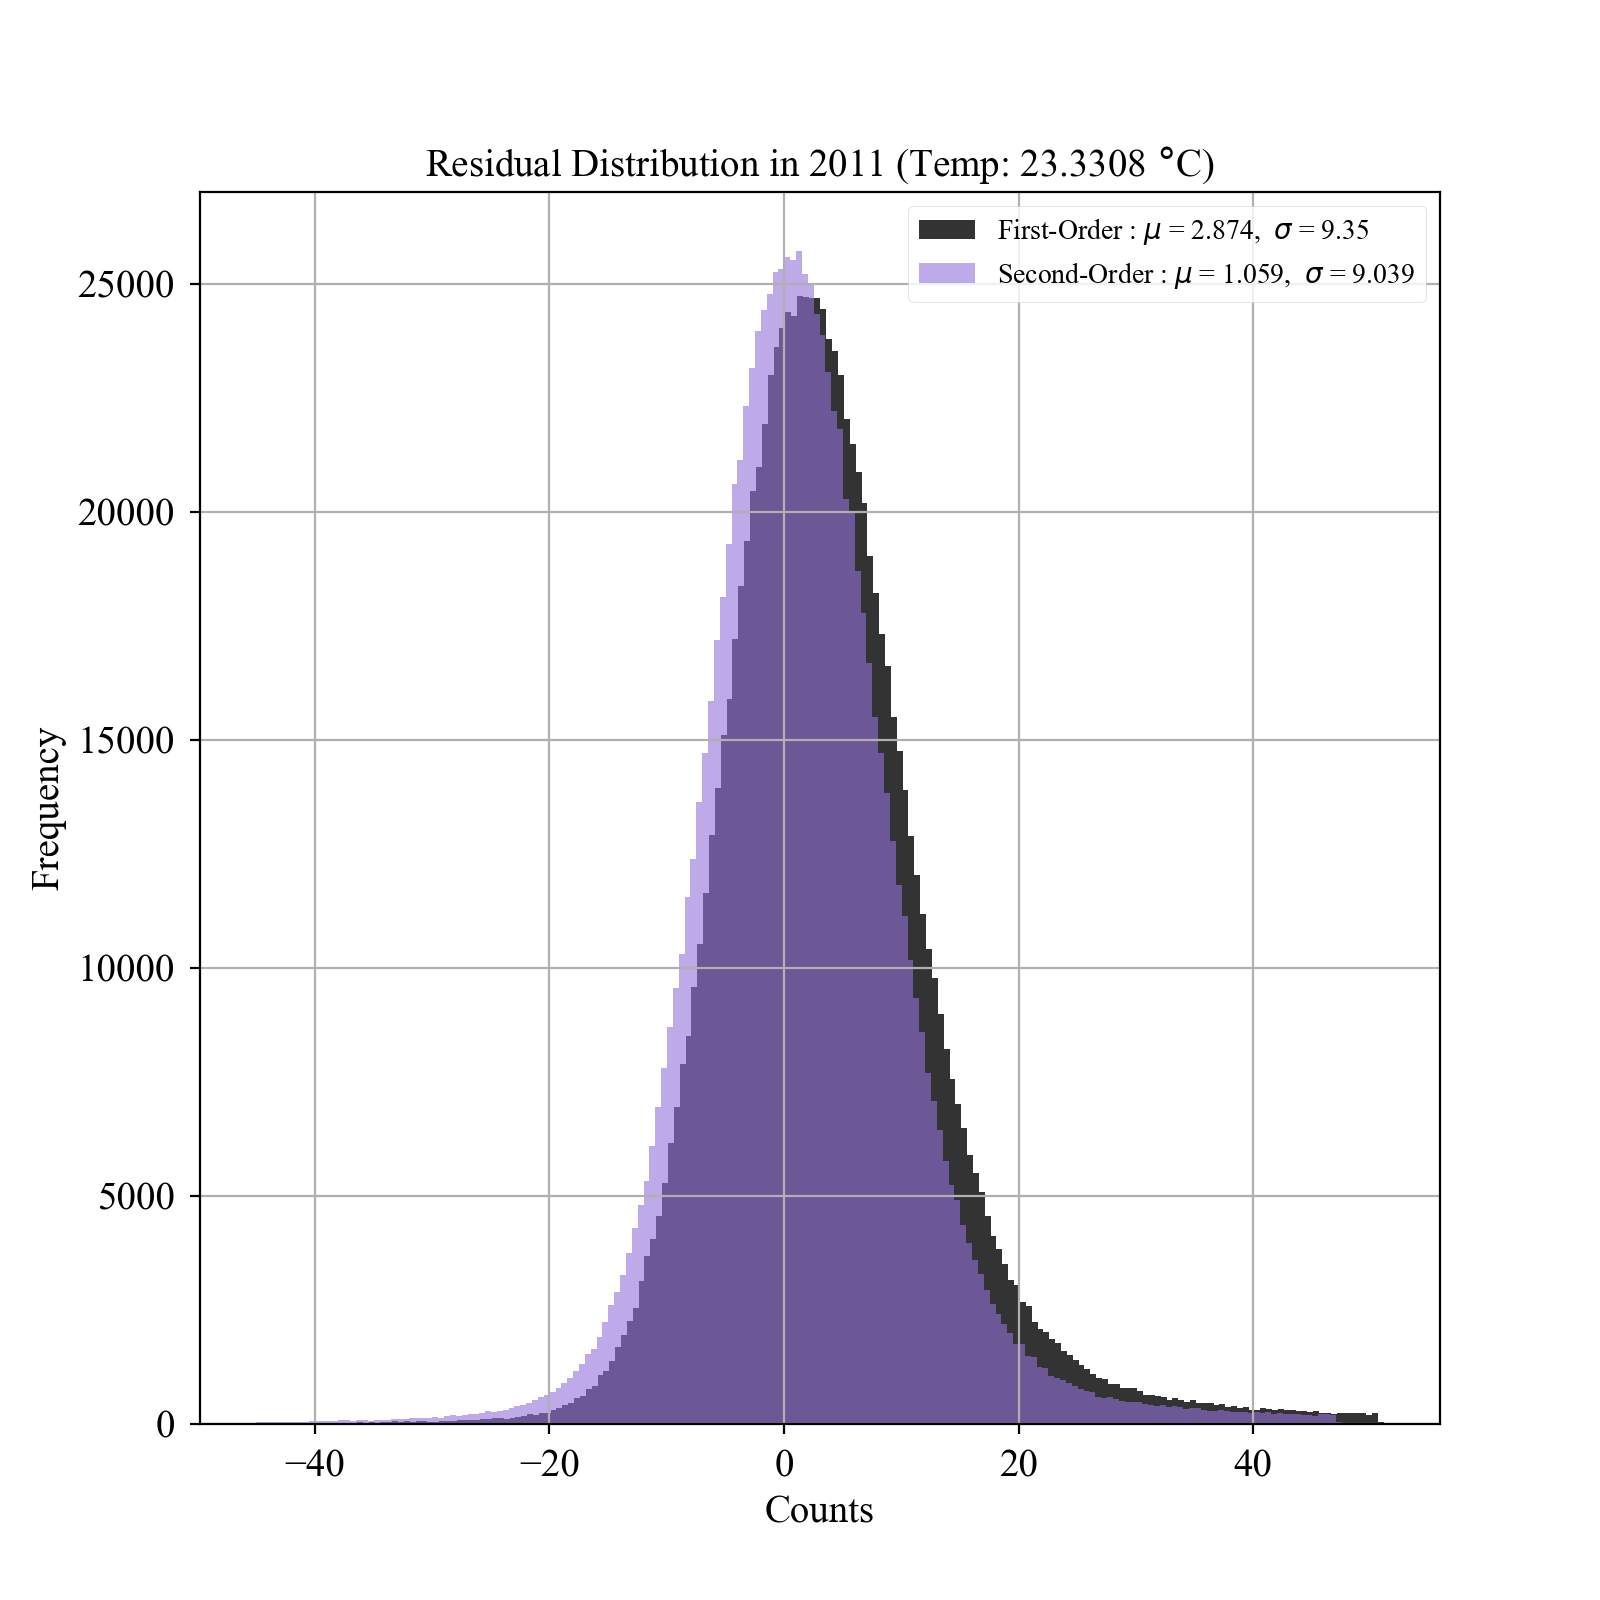 Residual Distribution in 2011 (Temp: 23.3308 °C)
First-Order : μ = 2.874, σ = 9.35
Second-Order : μ = 1.059, σ = 9.039
25000
20000
15000
10000
5000
0
Frequency
−40 −20 0 20 40
Counts